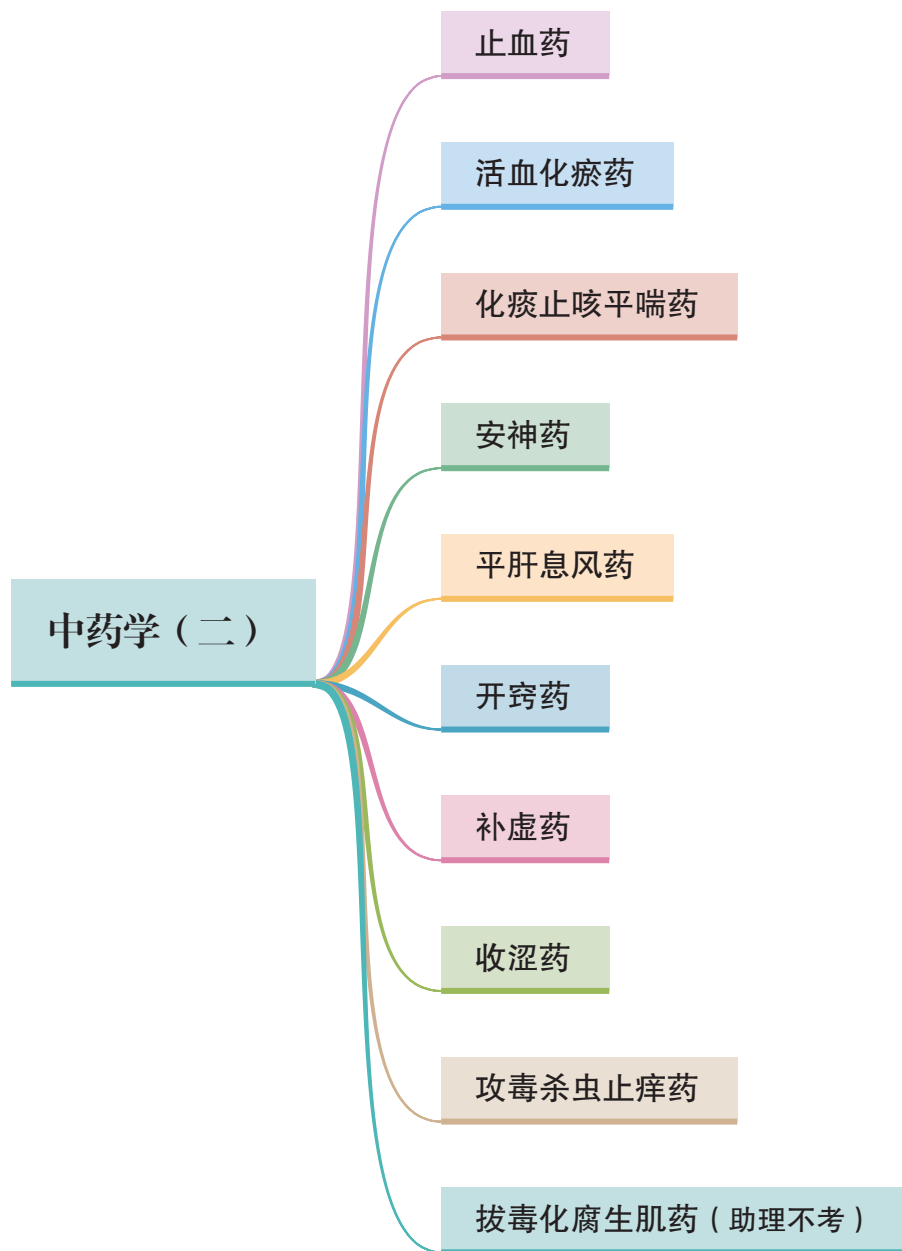 止血药
活血化瘀药
化痰止咳平喘药
安神药
平肝息风药
中药学（二）
开窍药
补虚药
收涩药
攻毒杀虫止痒药
拔毒化腐生肌药（助理不考）